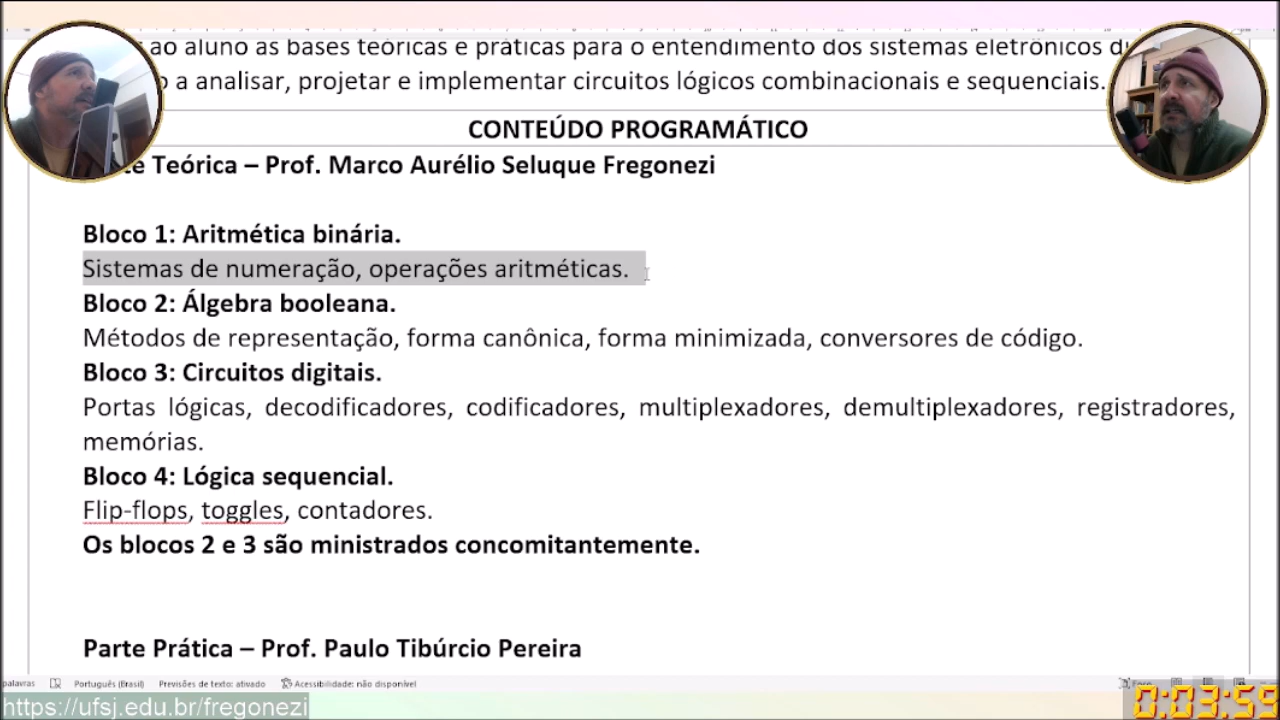 ao aluno as bases teóricas e práticas para o entendimento dos sistemas eletrônicos
a analisar, projetar e implementar circuitos lógicos combinacionais e sequenciais.
CONTEÚDO PROGRAMÁTICO
Teórica – Prof. Marco Aurélio Seluque Fregonezi
Bloco 1: Aritmética binária.
Sistemas de numeração, operações aritméticas.
Bloco 2: Álgebra booleana.
Métodos de representação, forma canônica, forma minimizada, conversores de código.
Bloco 3: Circuitos digitais.
Portas lógicas, decodificadores, codificadores, multiplexadores, demultiplexadores, registradores,
memórias.
Bloco 4: Lógica sequencial.
Flip-flops, toggles, contadores.
Os blocos 2 e 3 são ministrados concomitantemente.
Parte Prática – Prof. Paulo Tibúrcio Pereira
palavras Português (Brasil) Previsões de texto: ativado Acessibilidade: não disponível
https://ufsj.edu.br/fregonezi
0:03:59